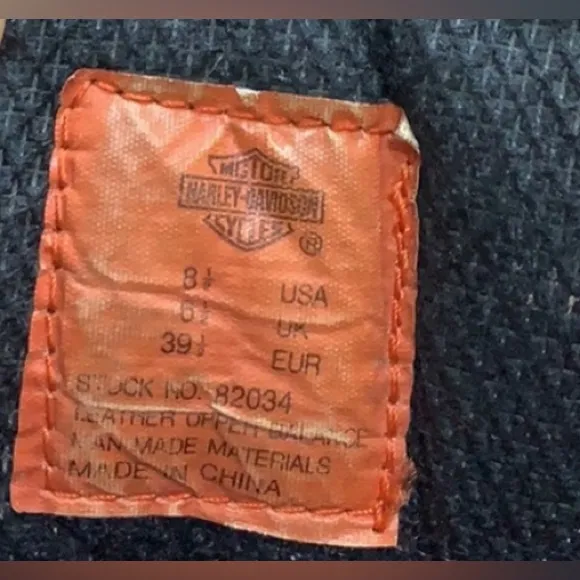 MOTOR
HARLEY-DAVIDSON
CYCLES
®
8½ USA
6½ UK
39½ EUR
STOCK NO. 82034
LEATHER UPPER BALANCE
MAN MADE MATERIALS
MADE IN CHINA